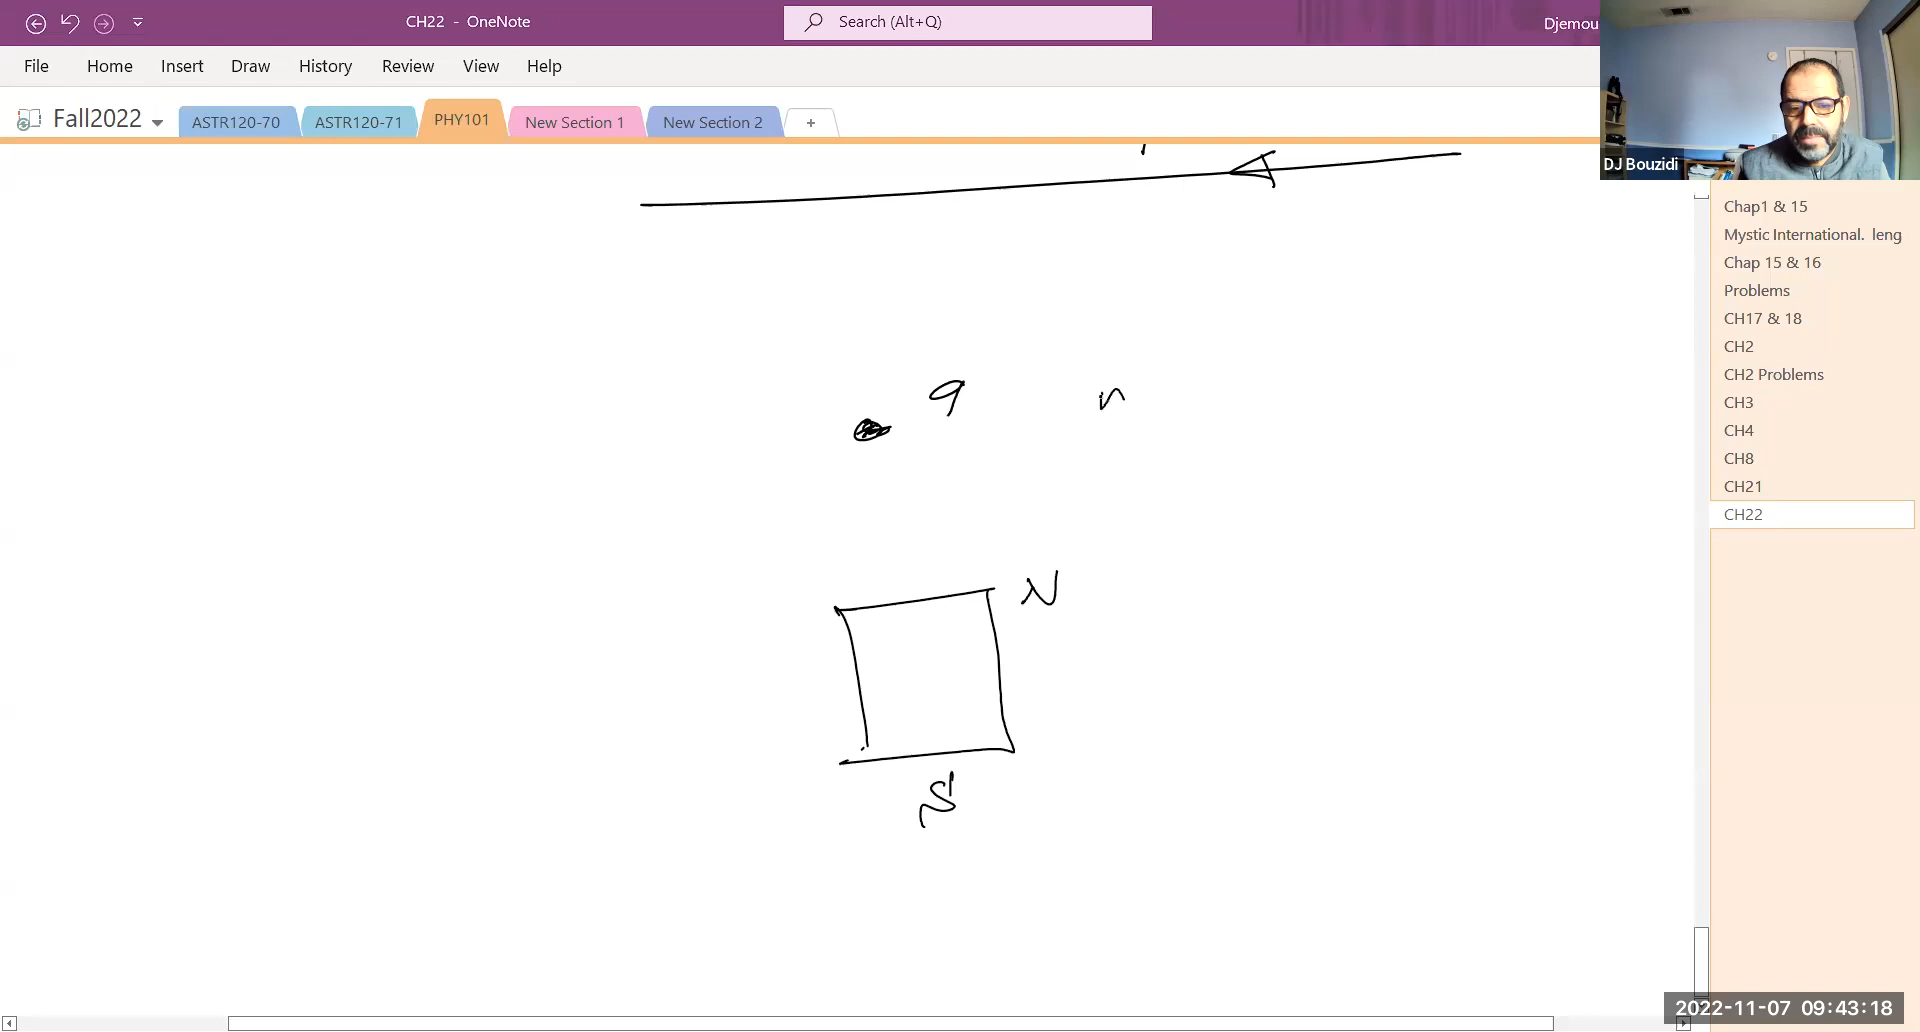 CH22 - OneNote
Search (Alt+Q)
Djemou
File Home Insert Draw History Review View Help
Fall2022 ASTR120-70 ASTR120-71 PHY101 New Section 1 New Section 2 +
DJ Bouzidi
Chap1 & 15
Mystic International. leng
Chap 15 & 16
Problems
CH17 & 18
CH2
CH2 Problems
CH3
CH4
CH8
CH21
CH22
q
N
S
2022-11-07 09:43:18